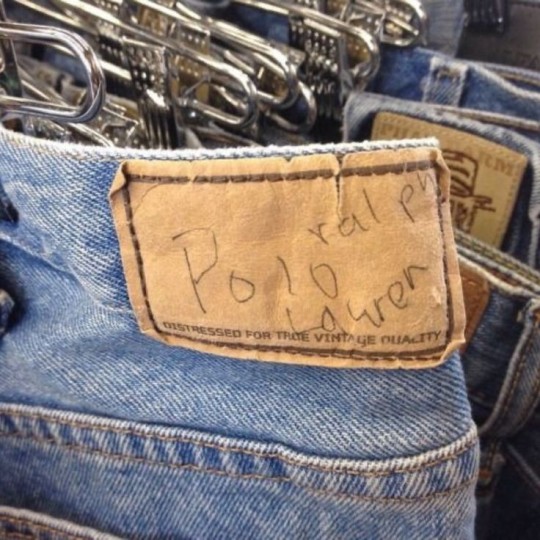 ralph
Polo
Lauren
DISTRESSED FOR TRUE VINTAGE QUALITY